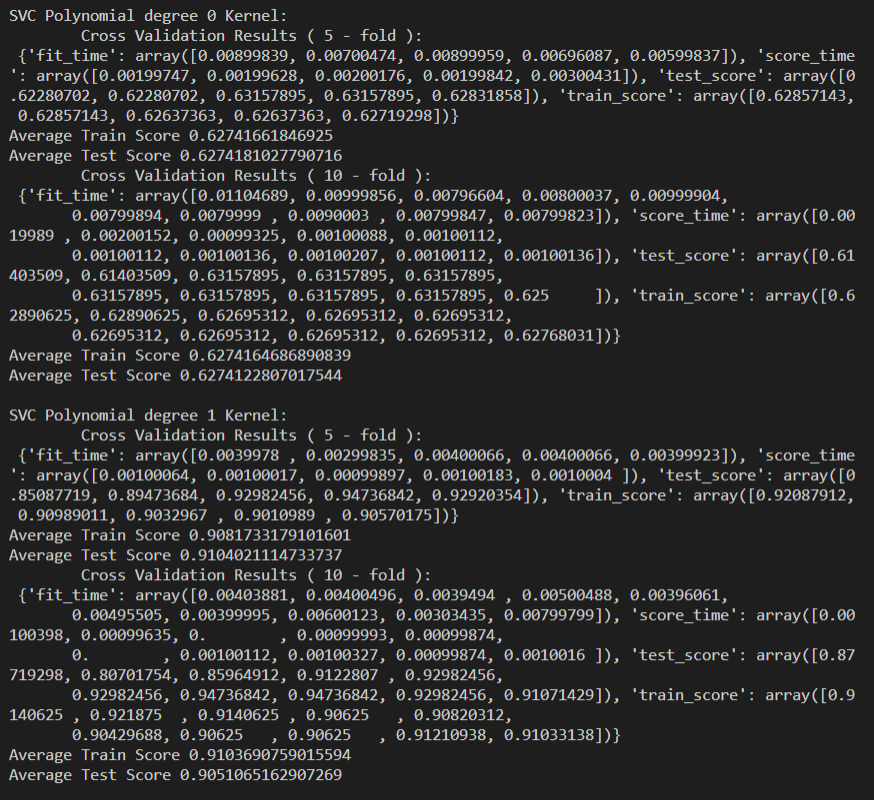 SVC Polynomial degree 0 Kernel:
Cross Validation Results ( 5 - fold ):
{'fit_time': array([0.00899839, 0.00700474, 0.00899959, 0.00696087, 0.00599837]), 'score_time
': array([0.00199747, 0.00199628, 0.00200176, 0.00199842, 0.00300431]), 'test_score': array([0
.62280702, 0.62280702, 0.63157895, 0.63157895, 0.62831858]), 'train_score': array([0.62857143,
0.62857143, 0.62637363, 0.62637363, 0.62719298])}
Average Train Score 0.62741661846925
Average Test Score 0.6274181027790716
Cross Validation Results ( 10 - fold ):
{'fit_time': array([0.01104689, 0.00999856, 0.00796604, 0.00800037, 0.00999904,
0.00799894, 0.0079999 , 0.0090003 , 0.00799847, 0.00799823]), 'score_time': array([0.00
19989 , 0.00200152, 0.00099325, 0.00100088, 0.00100112,
0.00100112, 0.00100136, 0.00100207, 0.00100112, 0.00100136]), 'test_score': array([0.61
403509, 0.61403509, 0.63157895, 0.63157895, 0.63157895,
0.63157895, 0.63157895, 0.63157895, 0.63157895, 0.625     ]), 'train_score': array([0.6
2890625, 0.62890625, 0.62695312, 0.62695312, 0.62695312,
0.62695312, 0.62695312, 0.62695312, 0.62695312, 0.62768031])}
Average Train Score 0.6274164686890839
Average Test Score 0.6274122807017544
SVC Polynomial degree 1 Kernel:
Cross Validation Results ( 5 - fold ):
{'fit_time': array([0.0039978 , 0.00299835, 0.00400066, 0.00400066, 0.00399923]), 'score_time
': array([0.00100064, 0.00100017, 0.00099897, 0.00100183, 0.0010004 ]), 'test_score': array([0
.85087719, 0.89473684, 0.92982456, 0.94736842, 0.92920354]), 'train_score': array([0.92087912,
0.90989011, 0.9032967 , 0.9010989 , 0.90570175])}
Average Train Score 0.9081733179101601
Average Test Score 0.9104021114733737
Cross Validation Results ( 10 - fold ):
{'fit_time': array([0.00403881, 0.00400496, 0.0039494 , 0.00500488, 0.00396061,
0.00495505, 0.00399995, 0.00600123, 0.00303435, 0.00799799]), 'score_time': array([0.00
100398, 0.00099635, 0.        , 0.00099993, 0.00099874,
0.        , 0.00100112, 0.00100327, 0.00099874, 0.0010016 ]), 'test_score': array([0.87
719298, 0.80701754, 0.85964912, 0.9122807 , 0.92982456,
0.92982456, 0.94736842, 0.94736842, 0.92982456, 0.91071429]), 'train_score': array([0.9
140625 , 0.921875  , 0.9140625 , 0.90625   , 0.90820312,
0.90429688, 0.90625   , 0.90625   , 0.91210938, 0.91033138])}
Average Train Score 0.9103690759015594
Average Test Score 0.9051065162907269